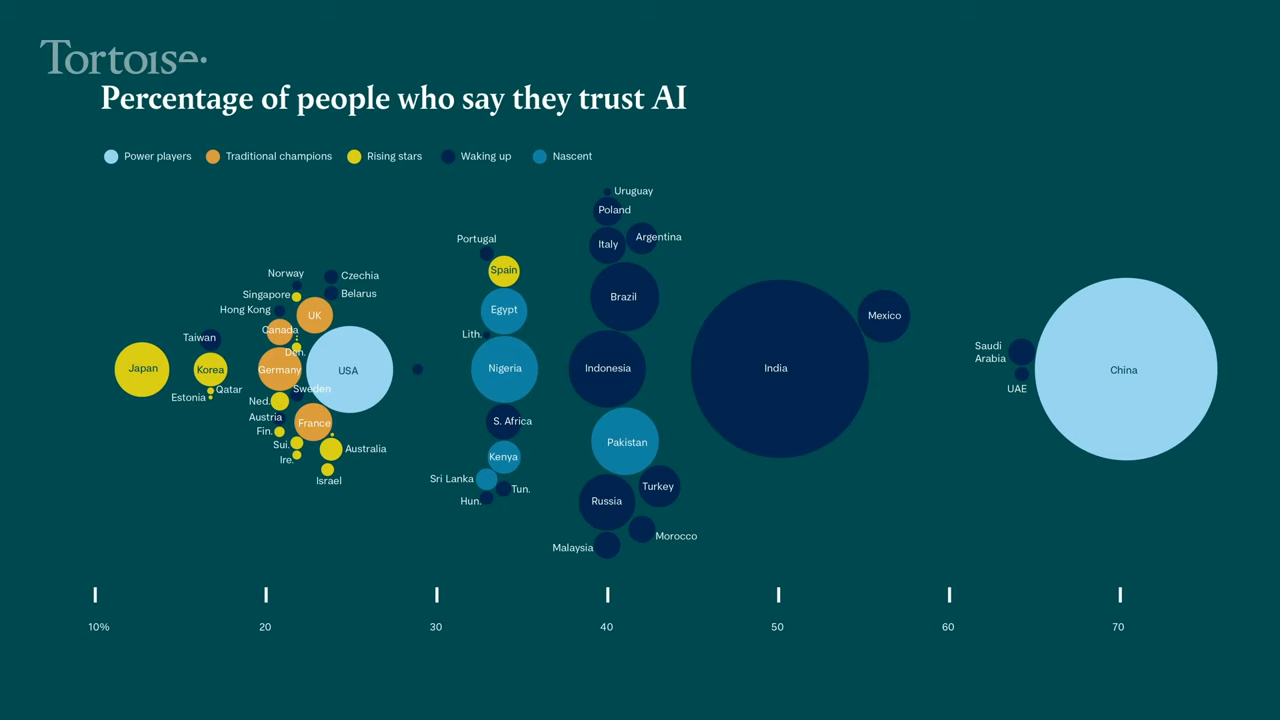 Tortoise
Percentage of people who say they trust AI
Power players
Traditional champions
Rising stars
Waking up
Nascent
Uruguay
Poland
Italy
Argentina
Portugal
Spain
Brazil
Norway
Czechia
Singapore
Belarus
Hong Kong
UK
Egypt
Mexico
Canada
Taiwan
Lith.
Den.
Japan
Korea
Germany
USA
Nigeria
Indonesia
India
Saudi
Arabia
China
UAE
Sweden
Qatar
Estonia
Ned.
Austria
Fin.
France
S. Africa
Pakistan
Sui.
Ire.
Australia
Kenya
Israel
Sri Lanka
Tun.
Hun.
Turkey
Russia
Morocco
Malaysia
10%
20
30
40
50
60
70